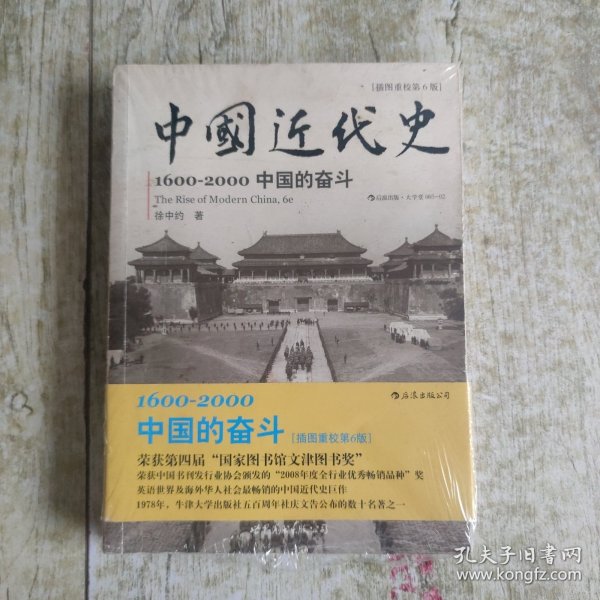 [插图重校第6版]
中國近代史
1600-2000 中国的奋斗
The Rise of Modern China, 6e
后浪出版·大学堂 005-02
徐中约 著
1600-2000
后浪出版公司
中国的奋斗 [插图重校第6版]
荣获第四届“国家图书馆文津图书奖”
荣获中国书刊发行业协会颁发的“2008年度全行业优秀畅销品种”奖
英语世界及海外华人社会最畅销的中国近代史巨作
1978年,牛津大学出版社五百周年社庆文告公布的数十名著之一
孔夫子旧书网
www.kongfz.com